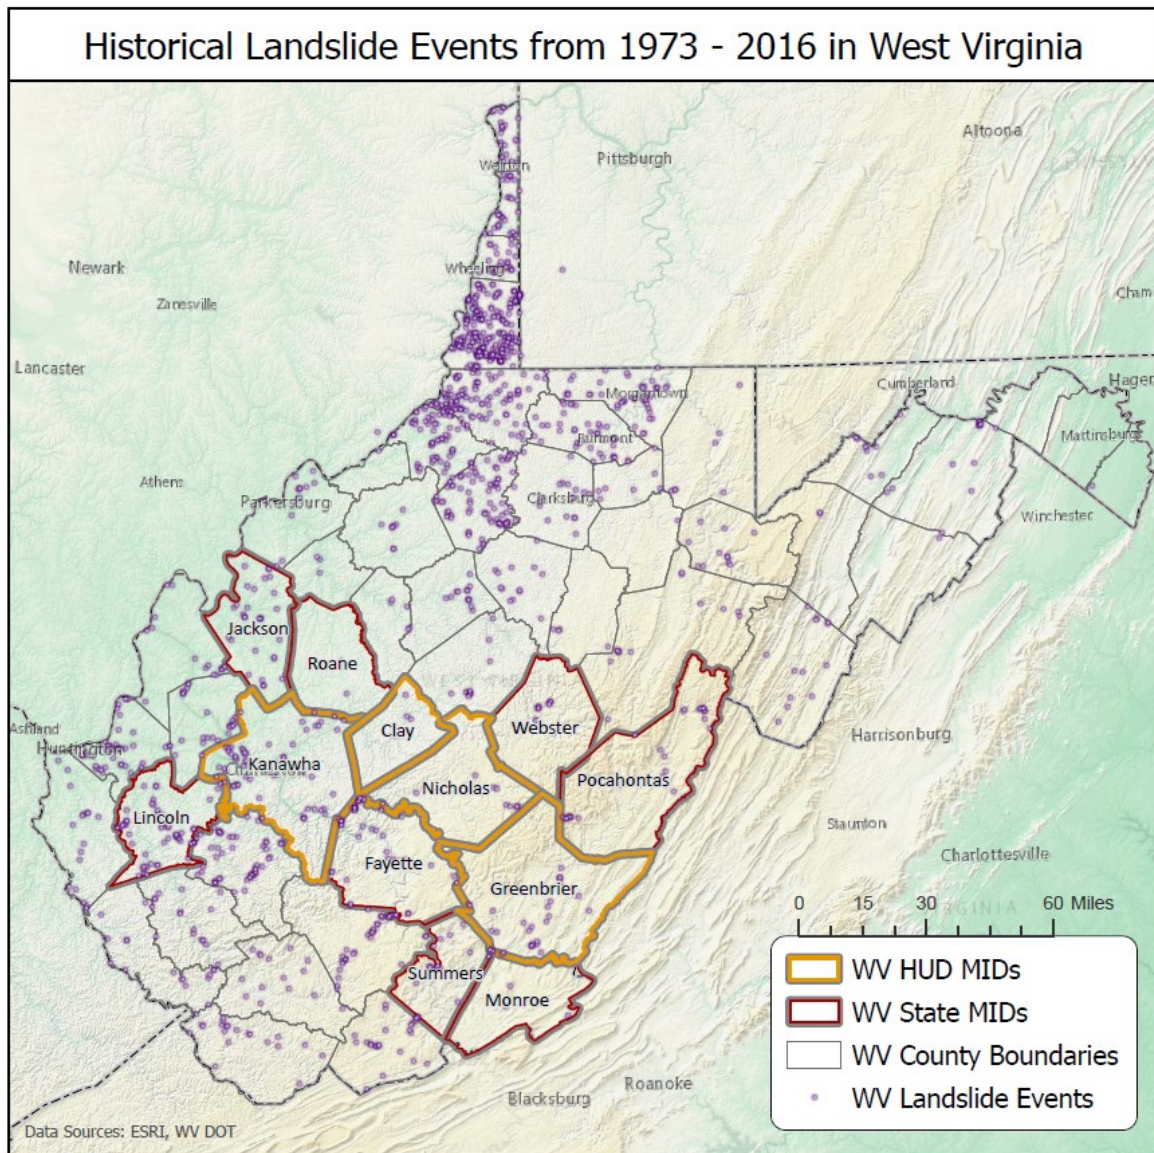 Historical Landslide Events from 1973 - 2016 in West Virginia
Altoona
Pittsburgh
Weirton
Newark
Wheeling
Zanesville
Lancaster
Cumberland
Morgantown
Martinsburg
Fairmont
Athens
Parkersburg
Clarksburg
Winchester
Jackson
Roane
WEST VIRGINIA
Ashland
Huntington
Clay
Webster
Harrisonburg
Kanawha
Pocahontas
Nicholas
Lincoln
Staunton
Charlottesville
Fayette
Greenbrier
0 15 30 60 Miles
Summers
Monroe
WV HUD MIDs
WV State MIDs
WV County Boundaries
WV Landslide Events
Roanoke
Blacksburg
Data Sources: ESRI, WV DOT